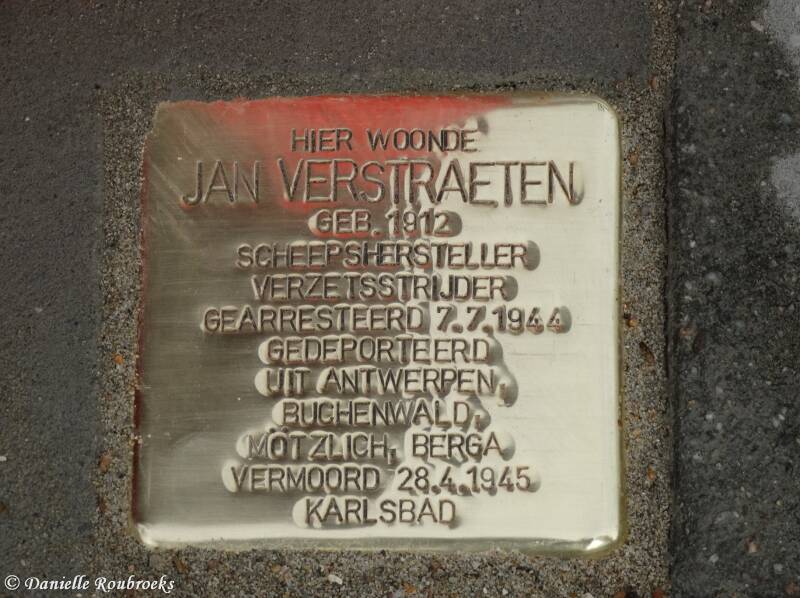 HIER WOONDE
JAN VERSTRAETEN
GEB. 1912
SCHEEPSHERSTELLER
VERZETSSTRIJDER
GEARRESTEERD 7.7.1944
GEDEPORTEERD
UIT ANTWERPEN,
BUCHENWALD,
MÖTZLICH, BERGA
VERMOORD 28.4.1945
KARLSBAD
© Danielle Roubroeks